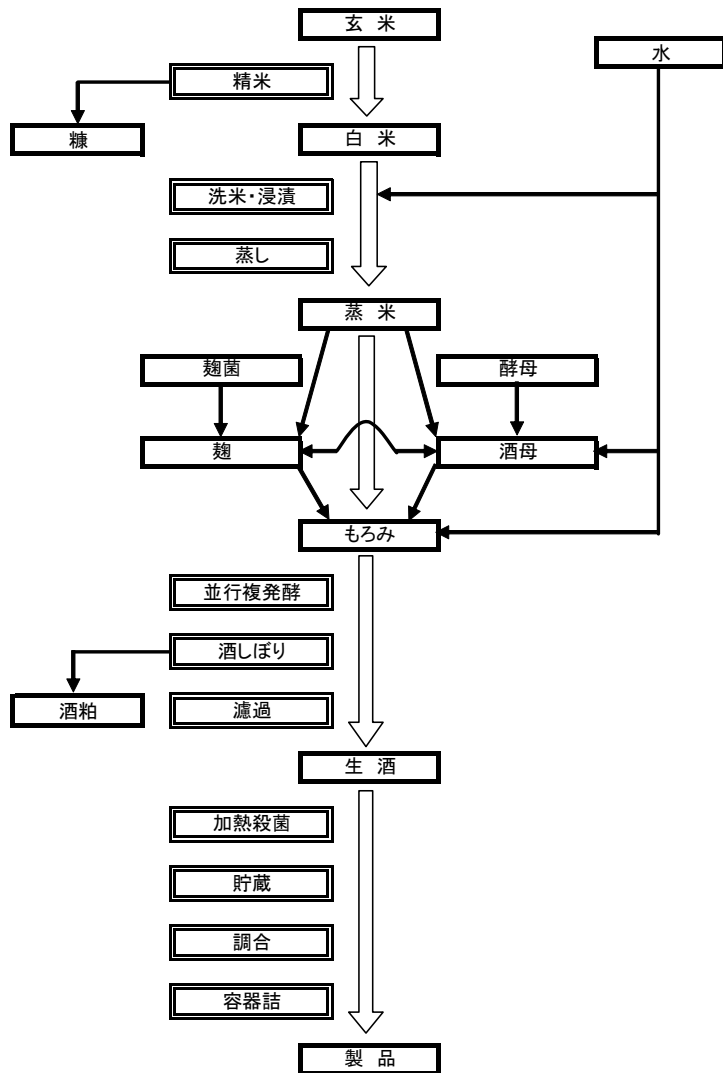 玄 米
水
精米
糠
白 米
洗米・浸漬
蒸し
蒸 米
麹菌
酵母
麹
酒母
もろみ
並行複発酵
酒しぼり
酒粕
濾過
生 酒
加熱殺菌
貯蔵
調合
容器詰
製 品